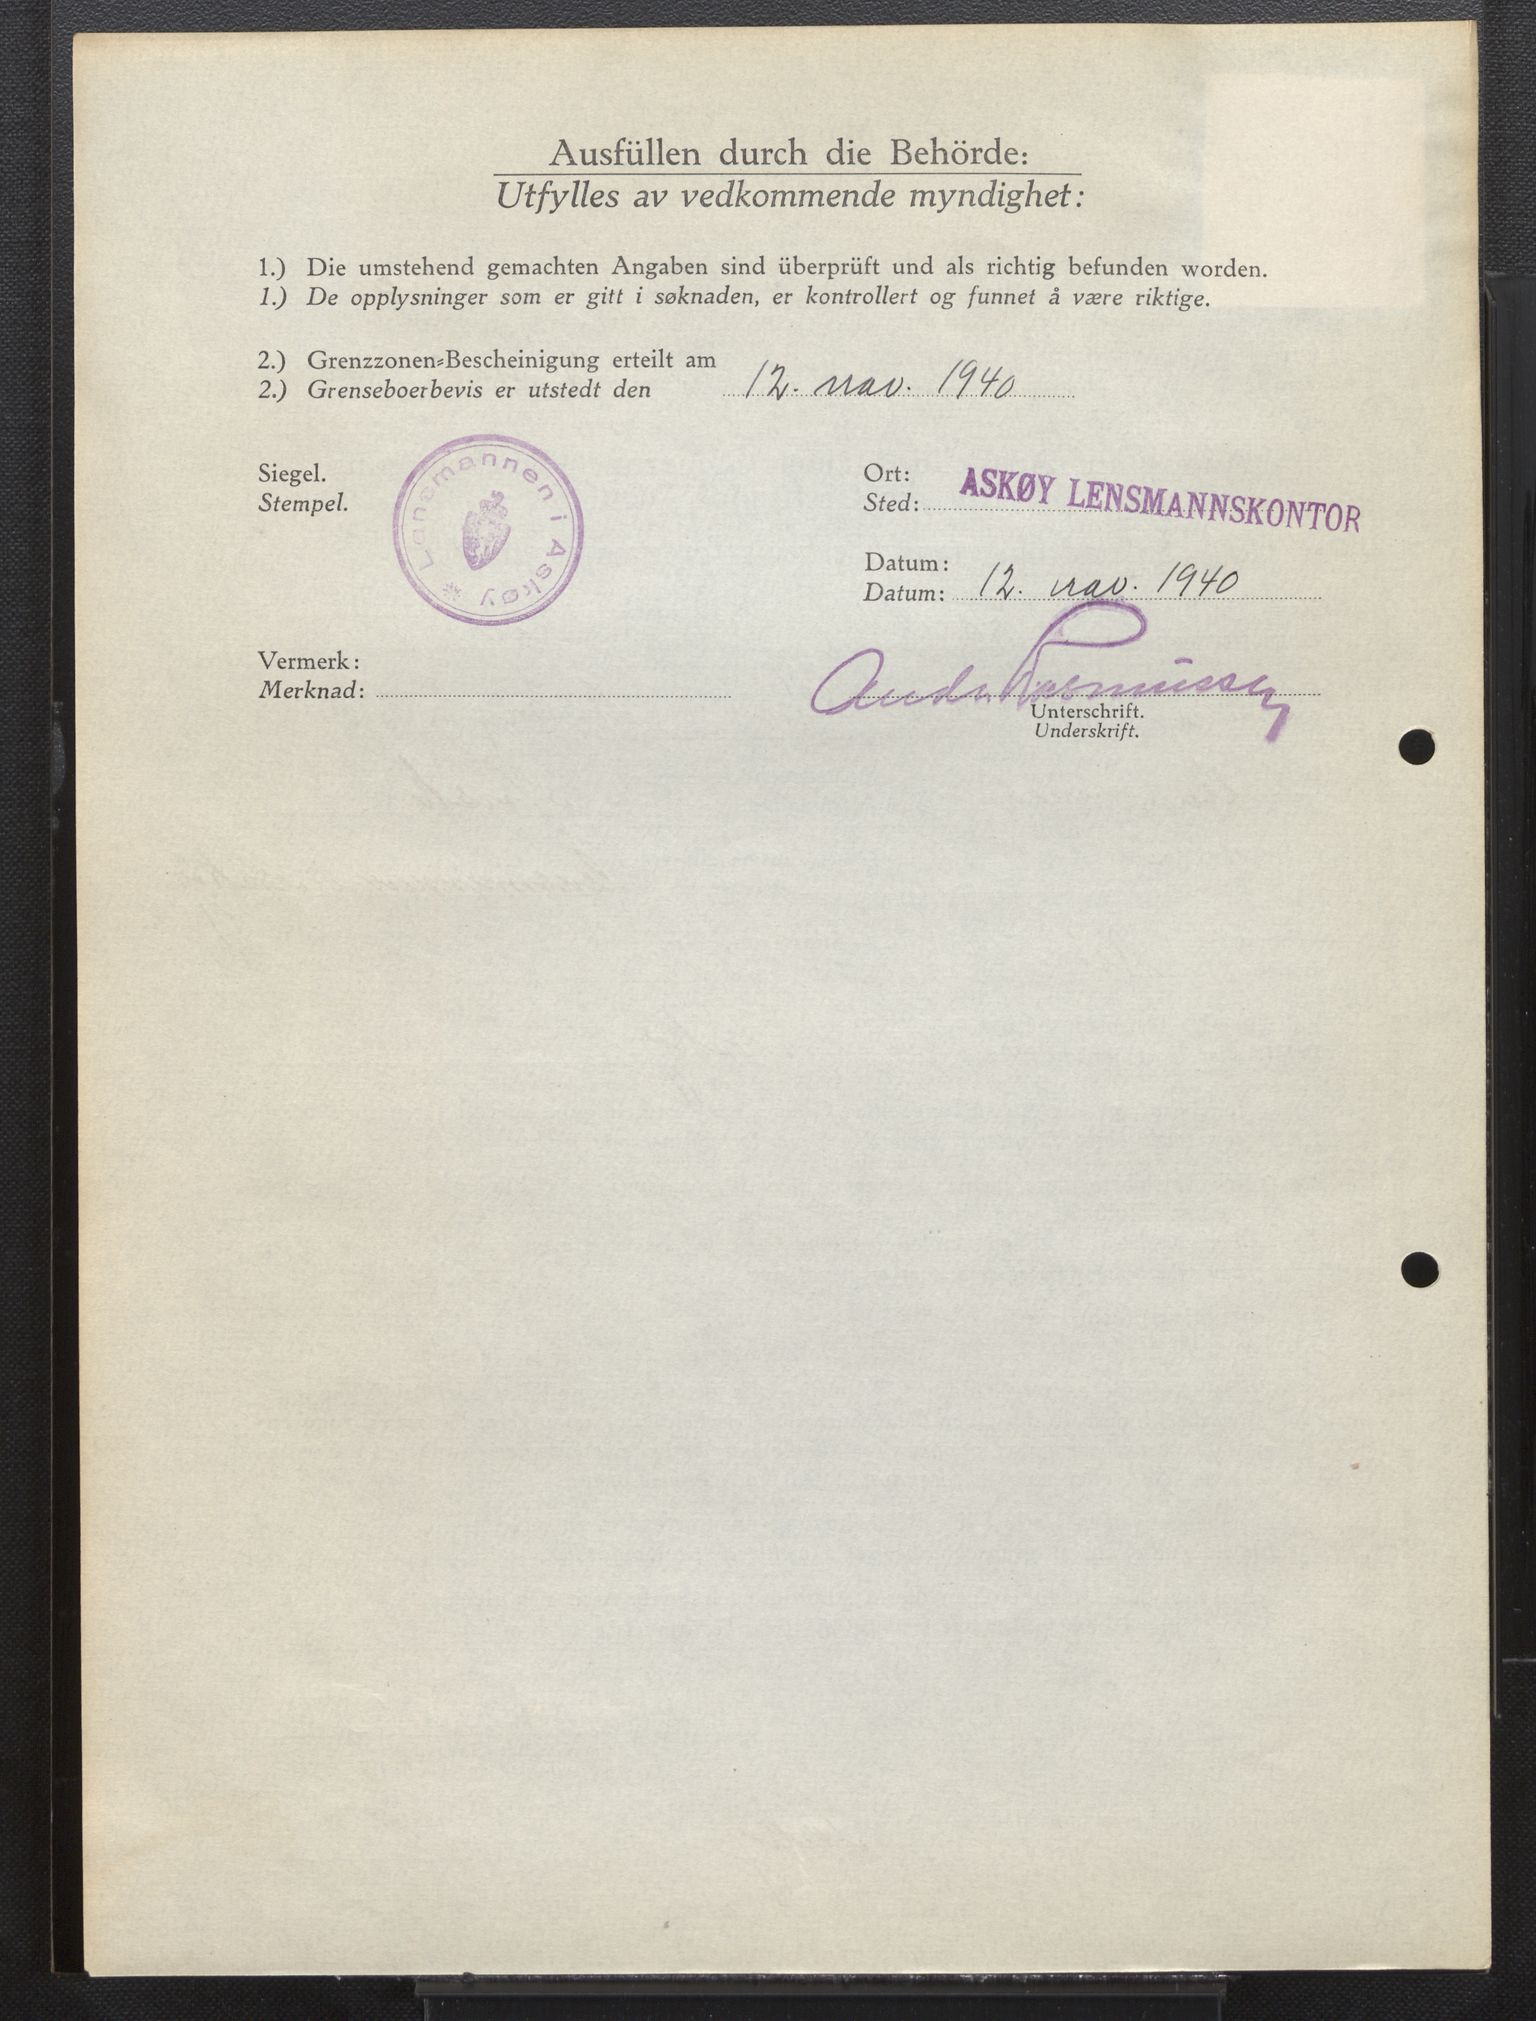 Ausfüllen durch die Behörde:
Utfylles av vedkommende myndighet:
1.) Die umstehend gemachten Angaben sind überprüft und als richtig befunden worden.
1.) De opplysninger som er gitt i søknaden, er kontrollert og funnet å være riktige.
2.) Grenzzonen-Bescheinigung erteilt am
2.) Grenseboerbevis er utstedt den 12. nov. 1940
Siegel.
Stempel.
Lensmannen i Askøy
Ort:
Sted: ASKØY LENSMANNSKONTOR
Datum:
Datum: 12. nov. 1940
Vermerk:
Merknad:
Rasmussen
Unterschrift.
Underskrift.